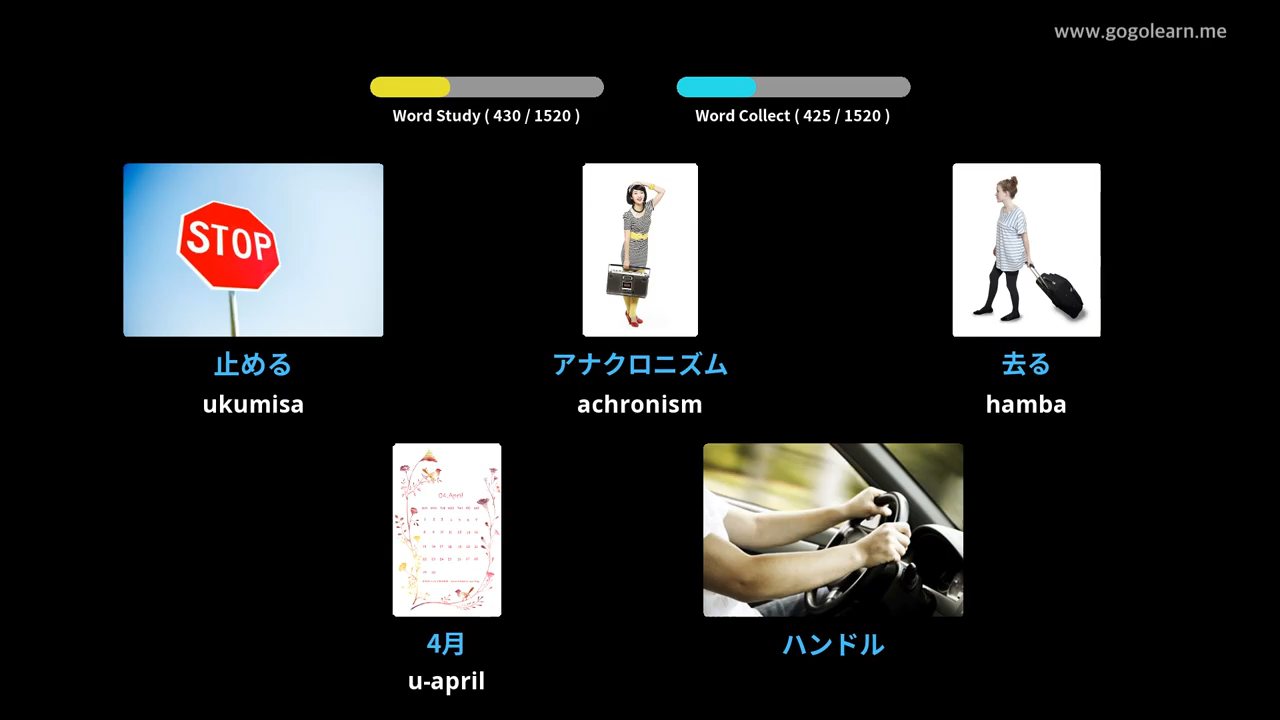 www.gogolearn.me
Word Study ( 430 / 1520 )
Word Collect ( 425 / 1520 )
STOP
止める
アナクロニズム
去る
ukumisa
achronism
hamba
04.April
4月
ハンドル
u-april